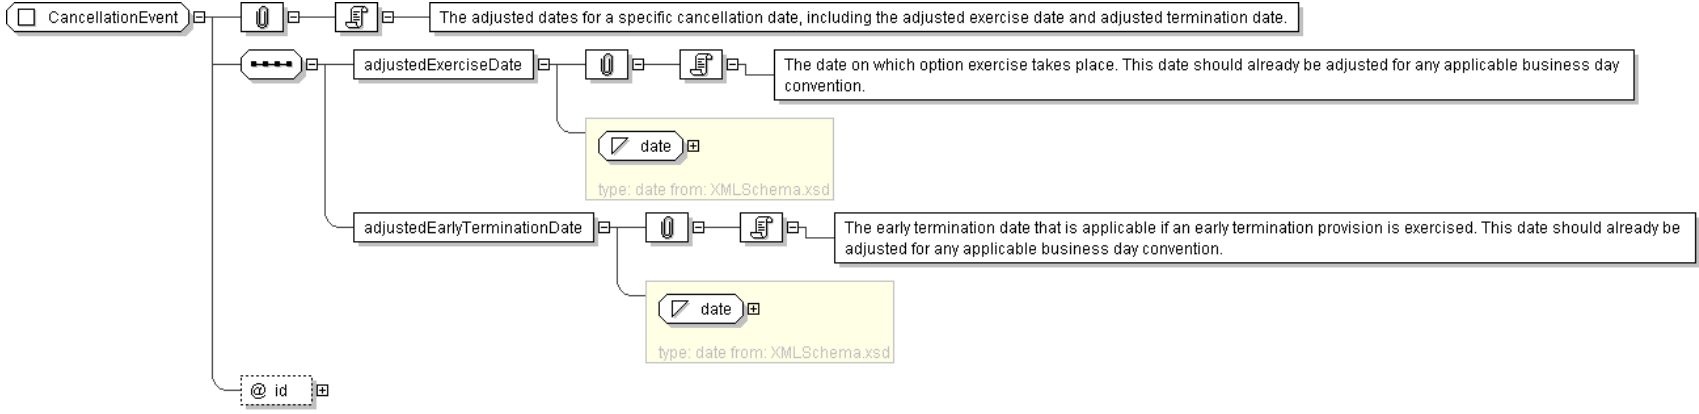 CancellationEvent
The adjusted dates for a specific cancellation date, including the adjusted exercise date and adjusted termination date.
adjustedExerciseDate
The date on which option exercise takes place. This date should already be adjusted for any applicable business day
convention.
date
type: date from: XMLSchema.xsd
adjustedEarlyTerminationDate
The early termination date that is applicable if an early termination provision is exercised. This date should already be
adjusted for any applicable business day convention.
date
type: date from: XMLSchema.xsd
@ id